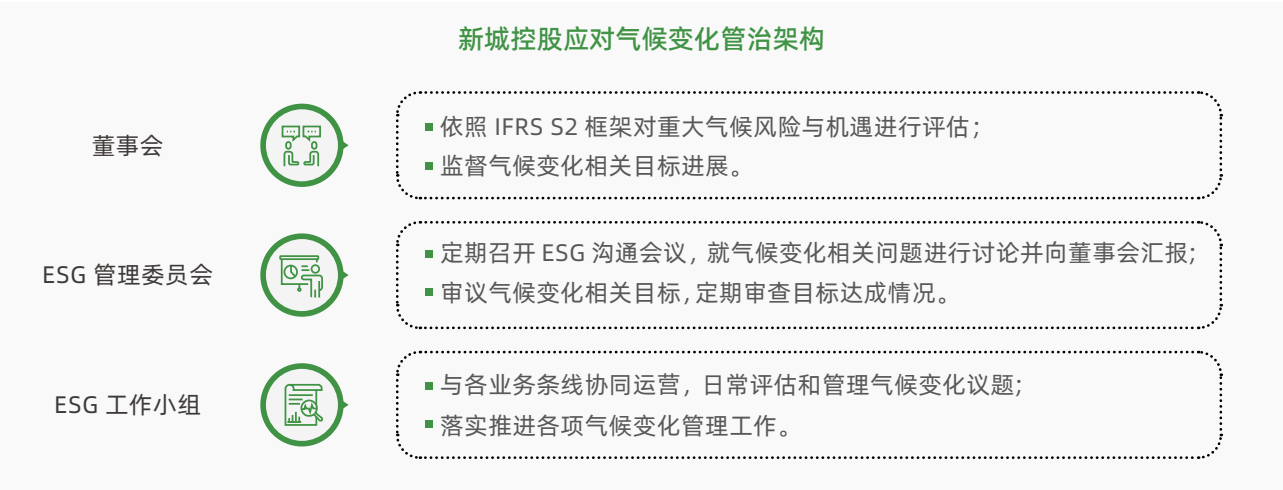 新城控股应对气候变化管治架构
董事会
依照 IFRS S2 框架对重大气候风险与机遇进行评估；
监督气候变化相关目标进展。
ESG 管理委员会
定期召开 ESG 沟通会议，就气候变化相关问题进行讨论并向董事会汇报；
审议气候变化相关目标，定期审查目标达成情况。
ESG 工作小组
与各业务条线协同运营，日常评估和管理气候变化议题；
落实推进各项气候变化管理工作。